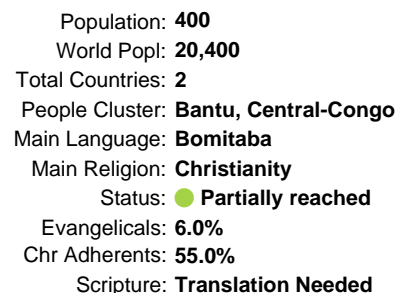 Population: 400
World Popl: 20,400
Total Countries: 2
People Cluster: Bantu, Central-Congo
Main Language: Bomitaba
Main Religion: Christianity
Status: Partially reached
Evangelicals: 6.0%
Chr Adherents: 55.0%
Scripture: Translation Needed